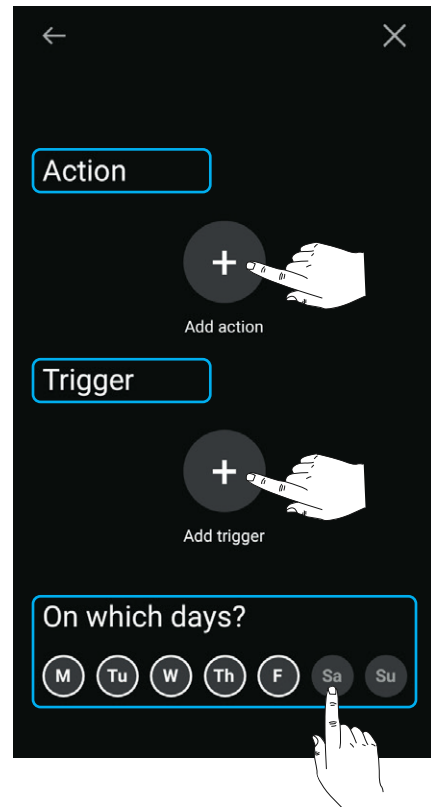 Action
Add action
Trigger
Add trigger
On which days?
M Tu W Th F Sa Su